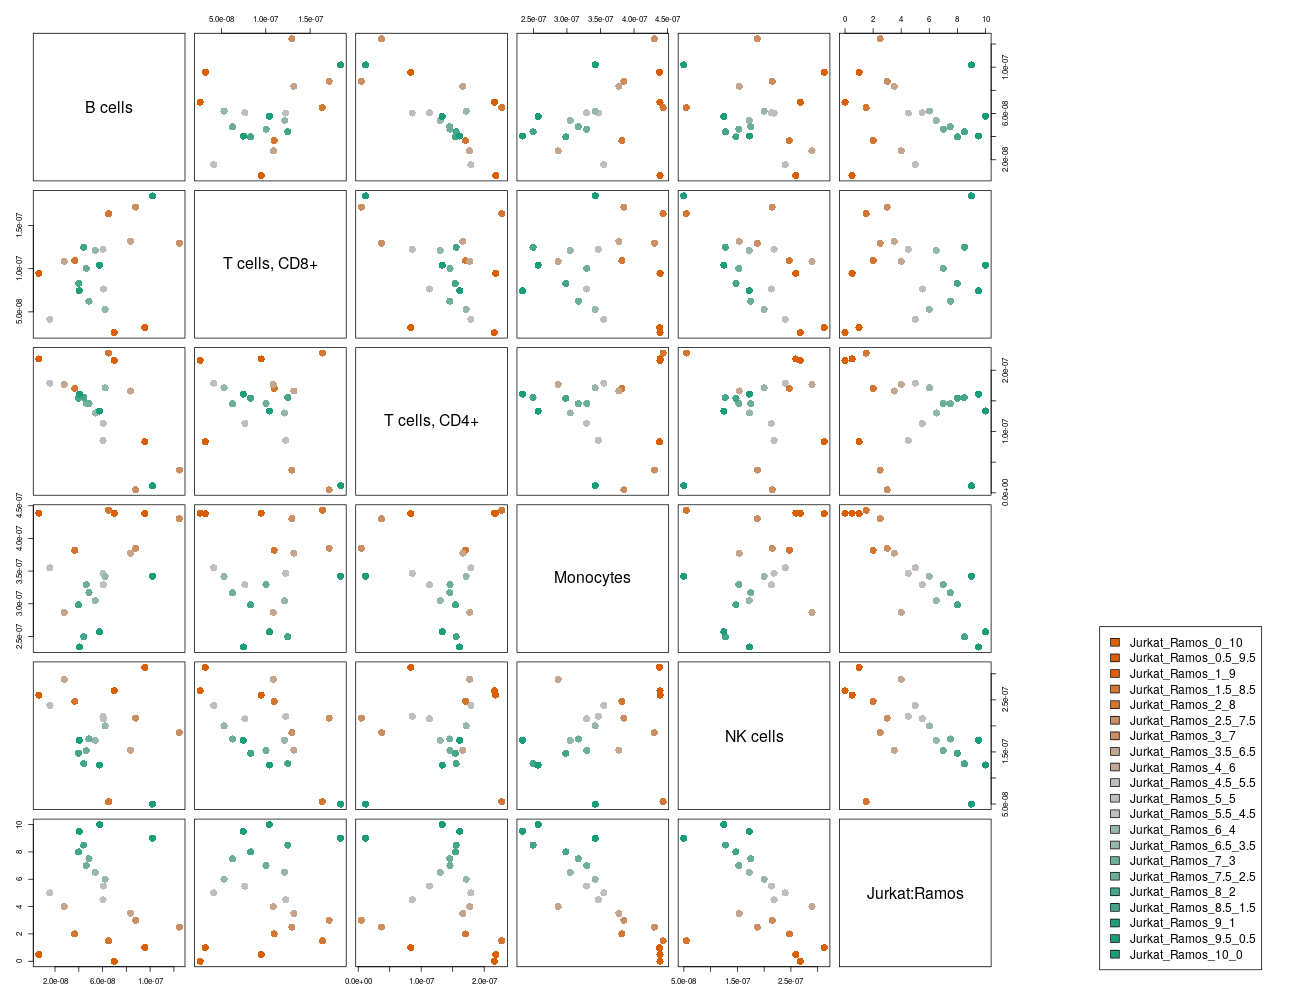 5.0e-08 1.0e-07 1.5e-07 2.5e-07 3.0e-07 3.5e-07 4.0e-07 4.5e-07 0 2 4 6 8 10
B cells
2.0e-08 6.0e-08 1.0e-07
T cells, CD8+
5.0e-08 1.0e-07 1.5e-07
T cells, CD4+
0.0e+00 1.0e-07 2.0e-07
Monocytes
2.5e-07 3.0e-07 3.5e-07 4.0e-07 4.5e-07
NK cells
5.0e-08 1.5e-07 2.5e-07
Jurkat:Ramos
0 2 4 6 8 10
2.0e-08 6.0e-08 1.0e-07 0.0e+00 1.0e-07 2.0e-07 5.0e-08 1.5e-07 2.5e-07
Jurkat_Ramos_0_10
Jurkat_Ramos_0.5_9.5
Jurkat_Ramos_1_9
Jurkat_Ramos_1.5_8.5
Jurkat_Ramos_2_8
Jurkat_Ramos_2.5_7.5
Jurkat_Ramos_3_7
Jurkat_Ramos_3.5_6.5
Jurkat_Ramos_4_6
Jurkat_Ramos_4.5_5.5
Jurkat_Ramos_5_5
Jurkat_Ramos_5.5_4.5
Jurkat_Ramos_6_4
Jurkat_Ramos_6.5_3.5
Jurkat_Ramos_7_3
Jurkat_Ramos_7.5_2.5
Jurkat_Ramos_8_2
Jurkat_Ramos_8.5_1.5
Jurkat_Ramos_9_1
Jurkat_Ramos_9.5_0.5
Jurkat_Ramos_10_0